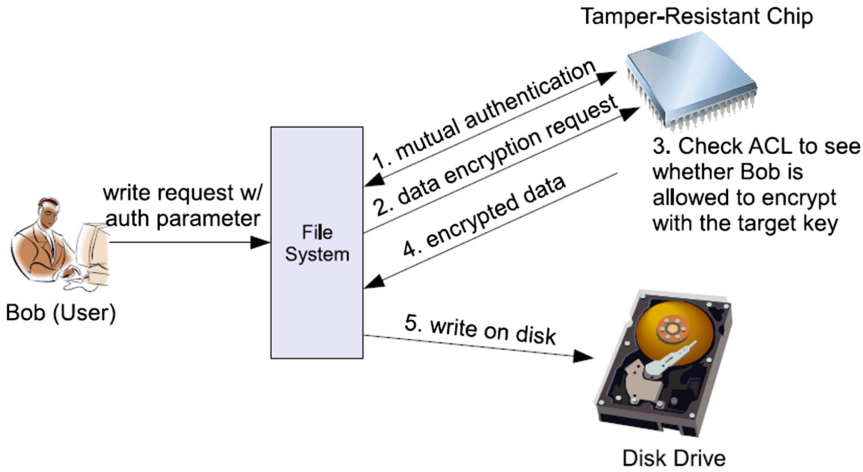 Tamper-Resistant Chip
1. mutual authentication
2. data encryption request
3. Check ACL to see
whether Bob is
allowed to encrypt
with the target key
write request w/
auth parameter
File
System
4. encrypted data
Bob (User)
5. write on disk
Disk Drive